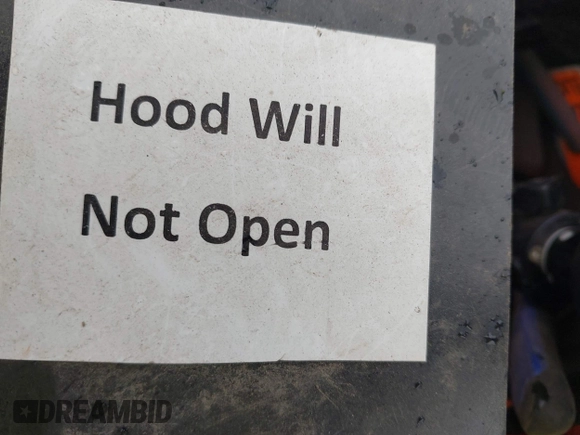 Hood Will
Not Open
DREAMBID